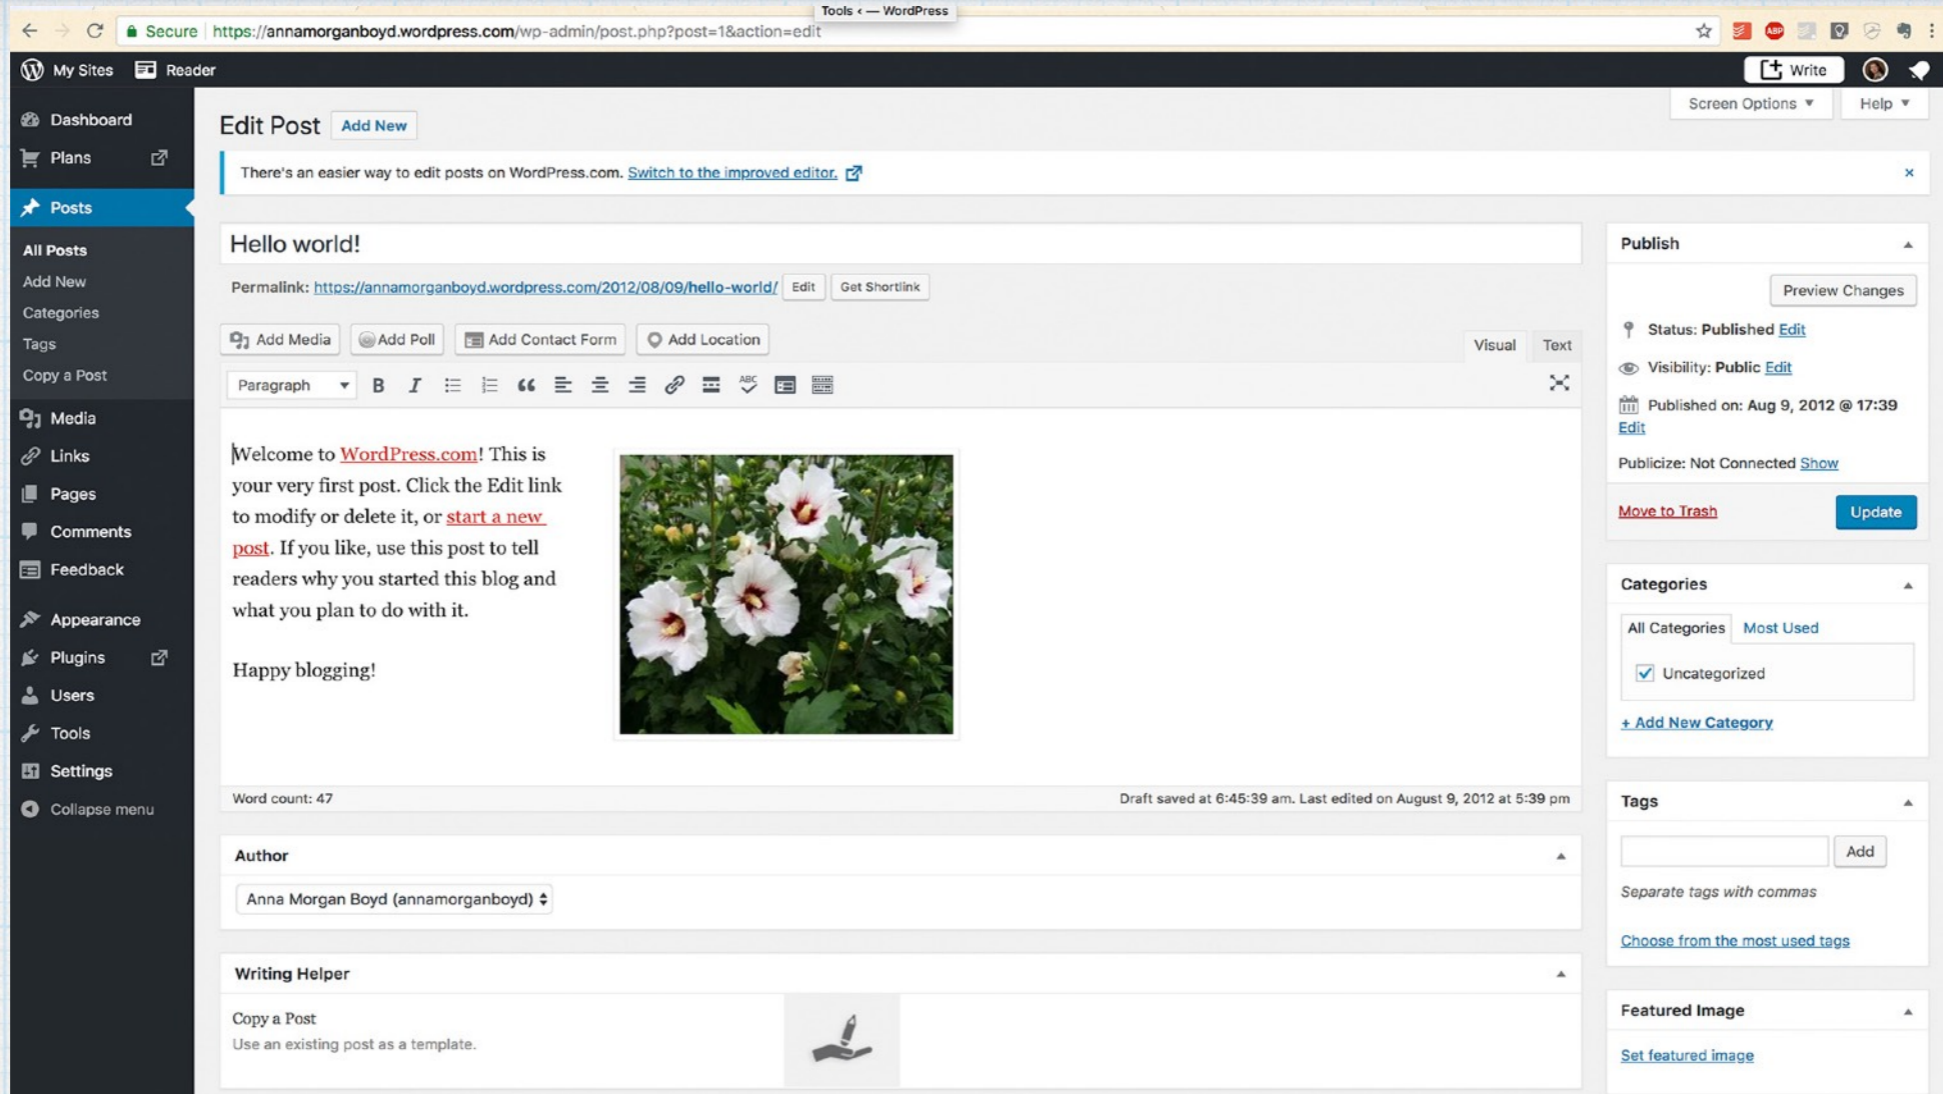 Tools ‹ — WordPress
Secure https://annamorganboyd.wordpress.com/wp-admin/post.php?post=1&action=edit
ABP
My Sites Reader Write
Screen Options Help
Dashboard
Plans
Posts
All Posts
Add New
Categories
Tags
Copy a Post
Media
Links
Pages
Comments
Feedback
Appearance
Plugins
Users
Tools
Settings
Collapse menu
Edit Post Add New
There's an easier way to edit posts on WordPress.com. Switch to the improved editor.
Hello world!
Permalink: https://annamorganboyd.wordpress.com/2012/08/09/hello-world/ Edit Get Shortlink
Add Media Add Poll Add Contact Form Add Location
Visual Text
Paragraph B I ABC
Welcome to WordPress.com! This is
your very first post. Click the Edit link
to modify or delete it, or start a new
post. If you like, use this post to tell
readers why you started this blog and
what you plan to do with it.
Happy blogging!
Word count: 47
Draft saved at 6:45:39 am. Last edited on August 9, 2012 at 5:39 pm
Author
Anna Morgan Boyd (annamorganboyd)
Writing Helper
Copy a Post
Use an existing post as a template.
Publish
Preview Changes
Status: Published Edit
Visibility: Public Edit
Published on: Aug 9, 2012 @ 17:39
Edit
Publicize: Not Connected Show
Move to Trash Update
Categories
All Categories Most Used
Uncategorized
+ Add New Category
Tags
Add
Separate tags with commas
Choose from the most used tags
Featured Image
Set featured image